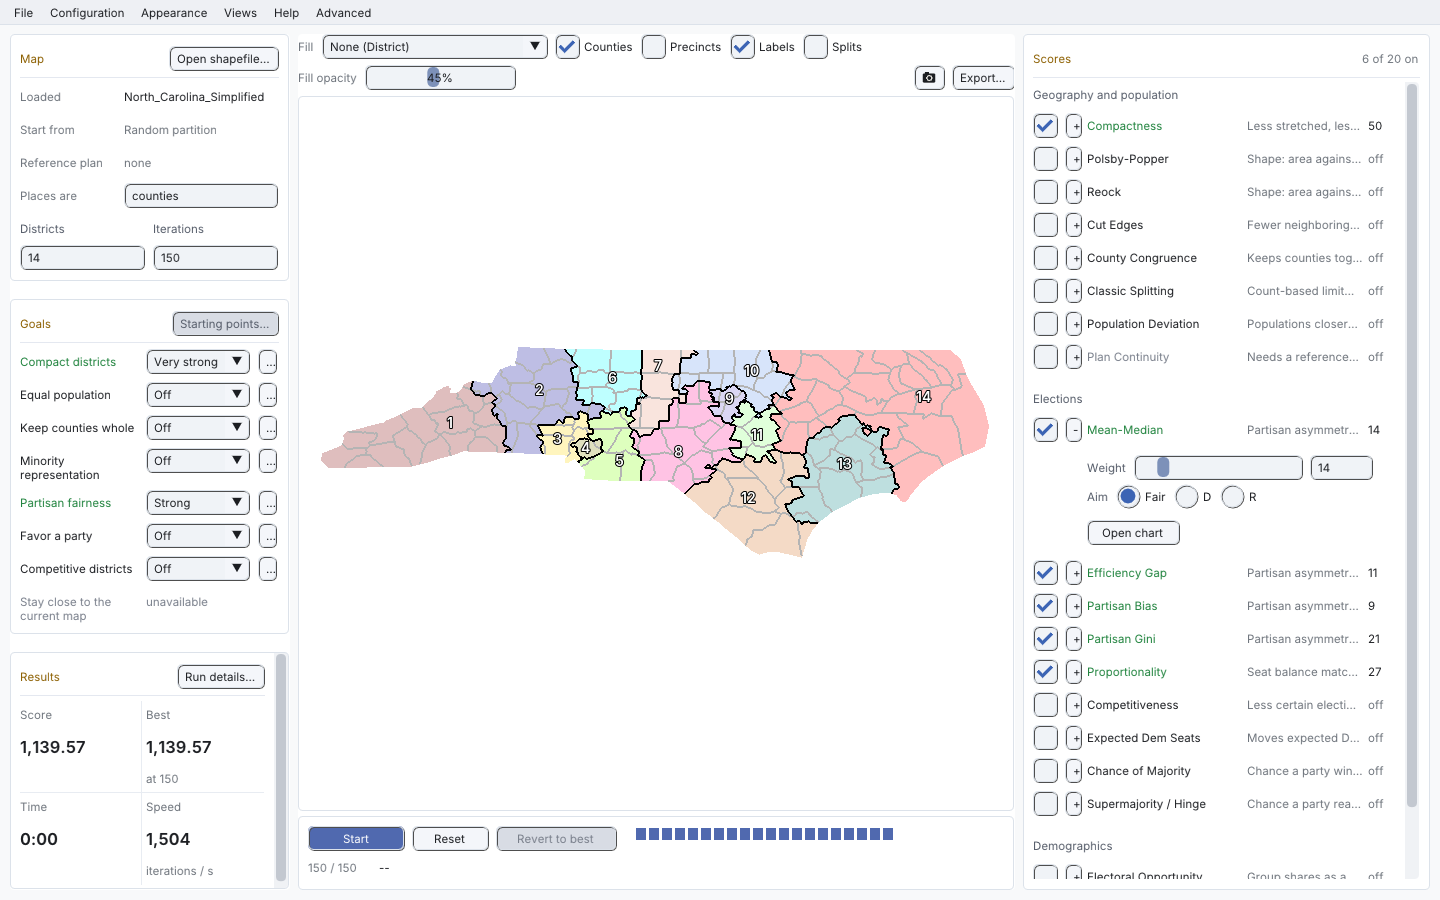 File Configuration Appearance Views Help Advanced
Map Open shapefile...
Loaded North_Carolina_Simplified
Start from Random partition
Reference plan none
Places are counties
Districts Iterations
14 150
Goals Starting points...
Compact districts Very strong ...
Equal population Off ...
Keep counties whole Off ...
Minority representation Off ...
Partisan fairness Strong ...
Favor a party Off ...
Competitive districts Off ...
Stay close to the current map unavailable
Results Run details...
Score Best
1,139.57 1,139.57
at 150
Time Speed
0:00 1,504
iterations / s
Fill None (District) Counties Precincts Labels Splits
Fill opacity 45% Export...
1
2
3
4
5
6
7
8
9
10
11
12
13
14
Start Reset Revert to best
150 / 150 --
Scores 6 of 20 on
Geography and population
+ Compactness Less stretched, les... 50
+ Polsby-Popper Shape: area agains... off
+ Reock Shape: area agains... off
+ Cut Edges Fewer neighboring... off
+ County Congruence Keeps counties tog... off
+ Classic Splitting Count-based limit... off
+ Population Deviation Populations closer... off
+ Plan Continuity Needs a reference... off
Elections
- Mean-Median Partisan asymmetr... 14
Weight 14
Aim Fair D R
Open chart
+ Efficiency Gap Partisan asymmetr... 11
+ Partisan Bias Partisan asymmetr... 9
+ Partisan Gini Partisan asymmetr... 21
+ Proportionality Seat balance matc... 27
+ Competitiveness Less certain electi... off
+ Expected Dem Seats Moves expected D... off
+ Chance of Majority Chance a party win... off
+ Supermajority / Hinge Chance a party rea... off
Demographics
+ Electoral Opportunity Group shares as a... off